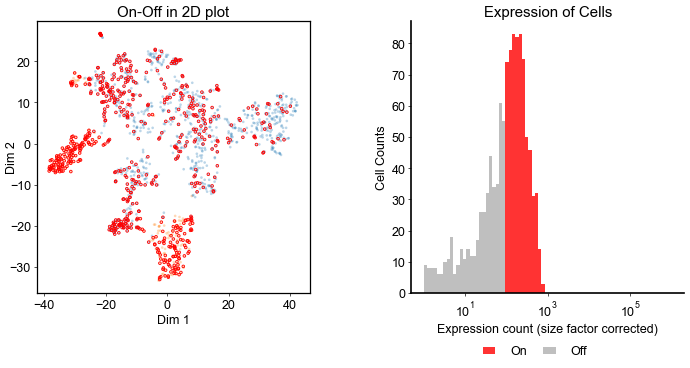 On-Off in 2D plot
20
10
0
−10
−20
−30
Dim 2
−40
−20
0
20
40
Dim 1
Expression of Cells
80
70
60
50
40
30
20
10
0
Cell Counts
10^1
10^3
10^5
Expression count (size factor corrected)
On
Off